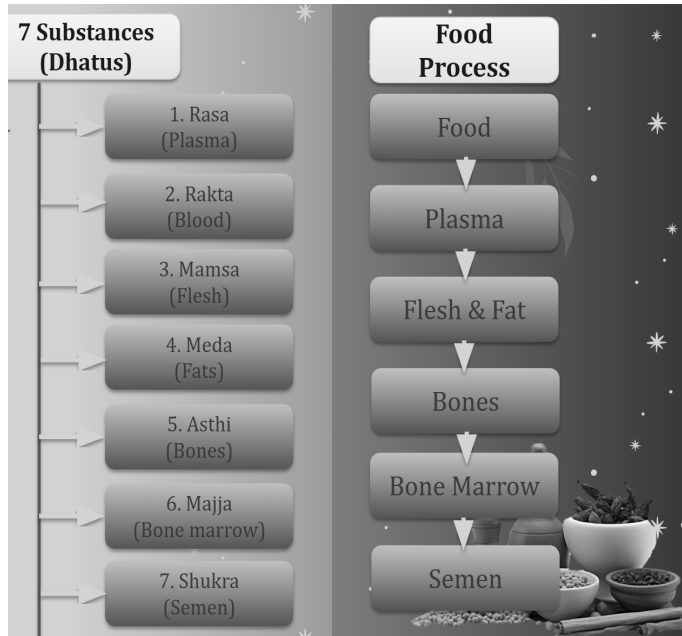 7 Substances
(Dhatus)
1. Rasa
(Plasma)
2. Rakta
(Blood)
3. Mamsa
(Flesh)
4. Meda
(Fats)
5. Asthi
(Bones)
6. Majja
(Bone marrow)
7. Shukra
(Semen)
Food
Process
Food
Plasma
Flesh & Fat
Bones
Bone Marrow
Semen